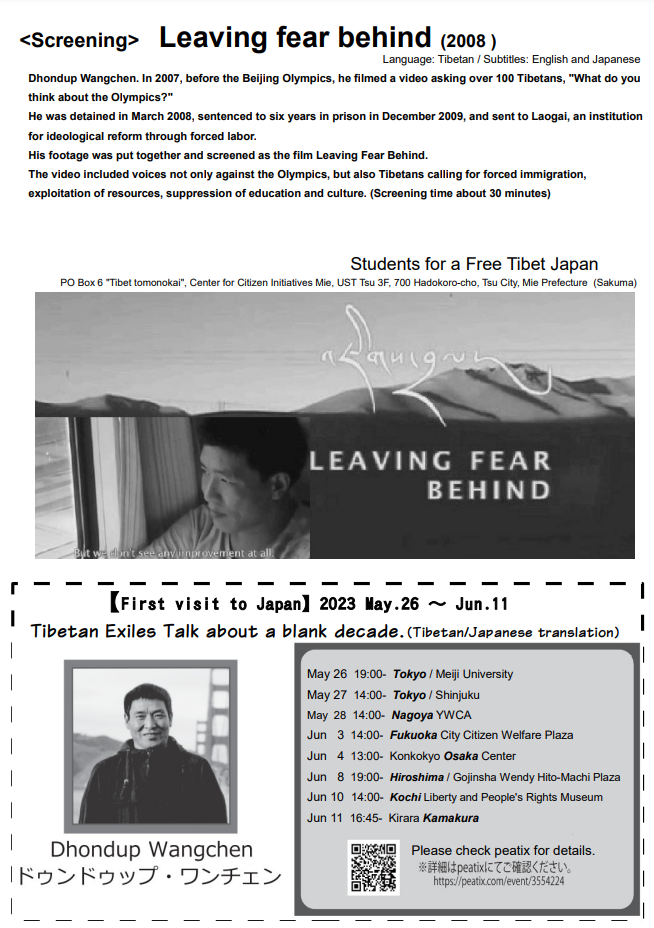 <Screening> Leaving fear behind (2008 )
Language: Tibetan / Subtitles: English and Japanese
Dhondup Wangchen. In 2007, before the Beijing Olympics, he filmed a video asking over 100 Tibetans, "What do you
think about the Olympics?"
He was detained in March 2008, sentenced to six years in prison in December 2009, and sent to Laogai, an institution
for ideological reform through forced labor.
His footage was put together and screened as the film Leaving Fear Behind.
The video included voices not only against the Olympics, but also Tibetans calling for forced immigration,
exploitation of resources, suppression of education and culture. (Screening time about 30 minutes)
Students for a Free Tibet Japan
PO Box 6 "Tibet tomonokai", Center for Citizen Initiatives Mie, UST Tsu 3F, 700 Hadokoro-cho, Tsu City, Mie Prefecture (Sakuma)
LEAVING FEAR
BEHIND
But we don't see any improvement at all.
【First visit to Japan】2023 May.26 ～ Jun.11
Tibetan Exiles Talk about a blank decade.(Tibetan/Japanese translation)
May 26 19:00- Tokyo / Meiji University
May 27 14:00- Tokyo / Shinjuku
May 28 14:00- Nagoya YWCA
Jun 3 14:00- Fukuoka City Citizen Welfare Plaza
Jun 4 13:00- Konkokyo Osaka Center
Jun 8 19:00- Hiroshima / Gojinsha Wendy Hito-Machi Plaza
Jun 10 14:00- Kochi Liberty and People's Rights Museum
Jun 11 16:45- Kirara Kamakura
Please check peatix for details.
※詳細はpeatixにてご確認ください。
https://peatix.com/event/3554224
Dhondup Wangchen
ドゥンドゥップ・ワンチェン